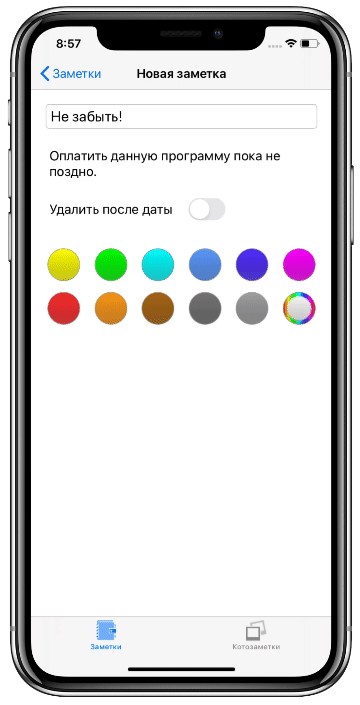 8:57
Заметки
Новая заметка
Не забыть!
Оплатить данную программу пока не
поздно.
Удалить после даты
Заметки
Котозаметки